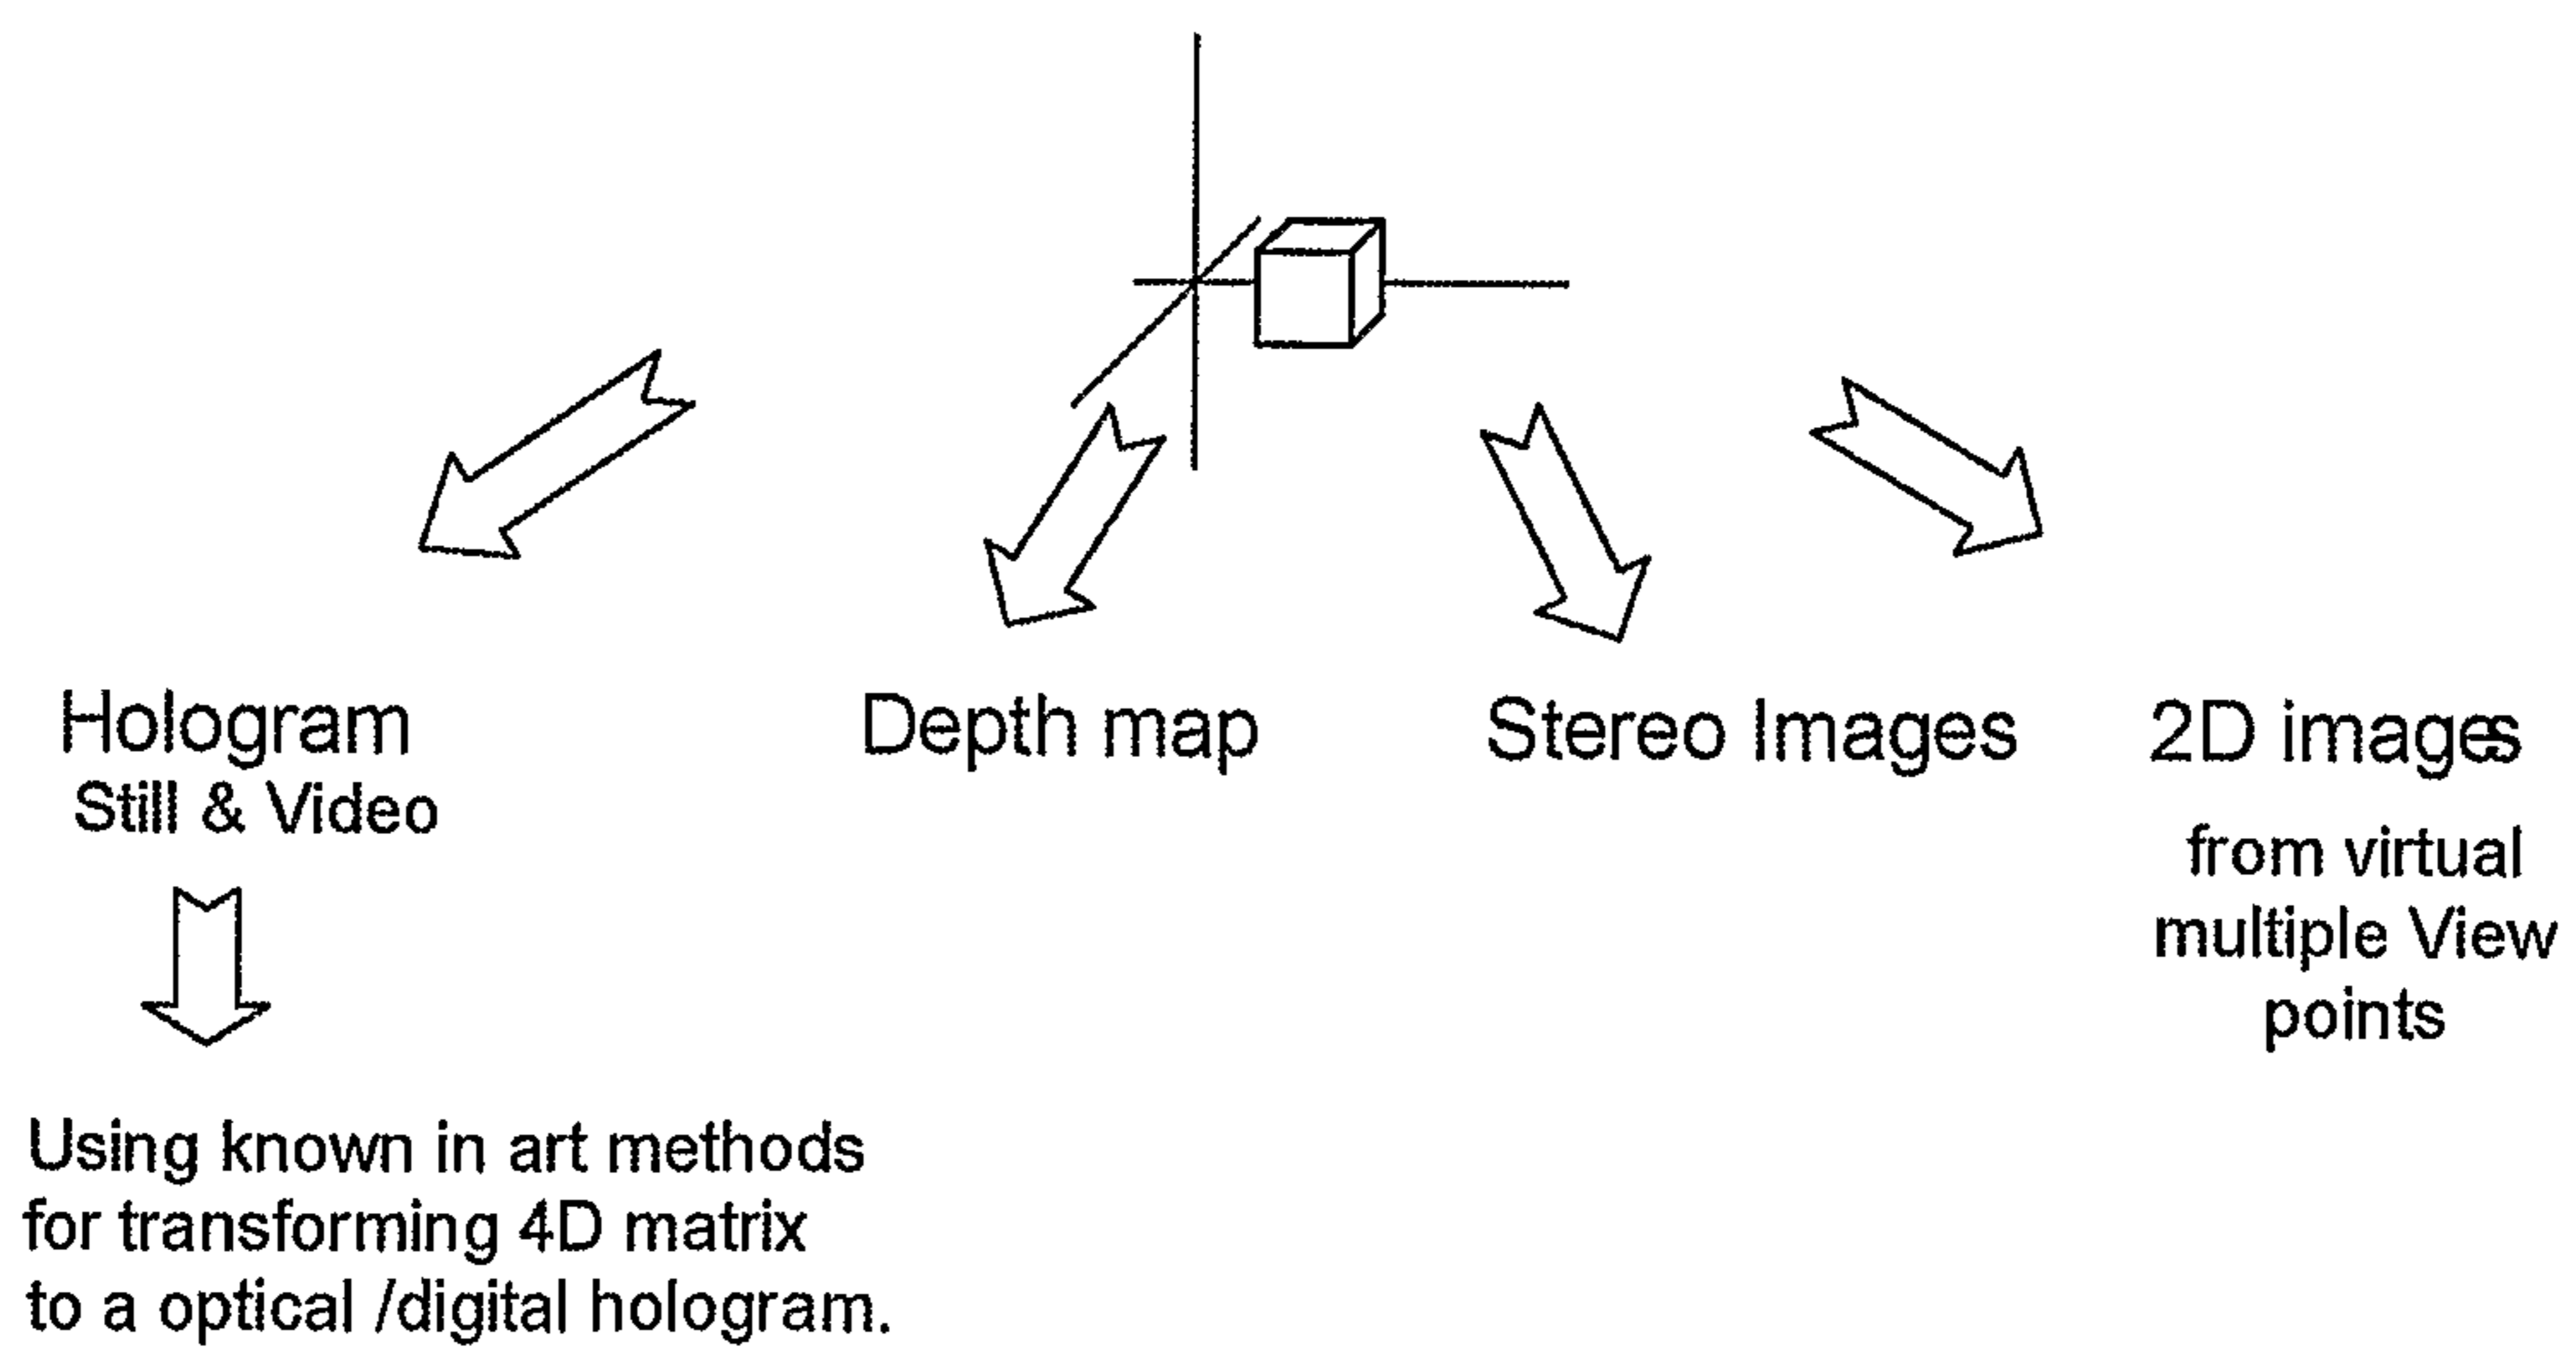 Hologram
Still & Video
Depth map
Stereo Images
2D images
from virtual
multiple View
points
Using known in art methods
for transforming 4D matrix
to a optical /digital hologram.